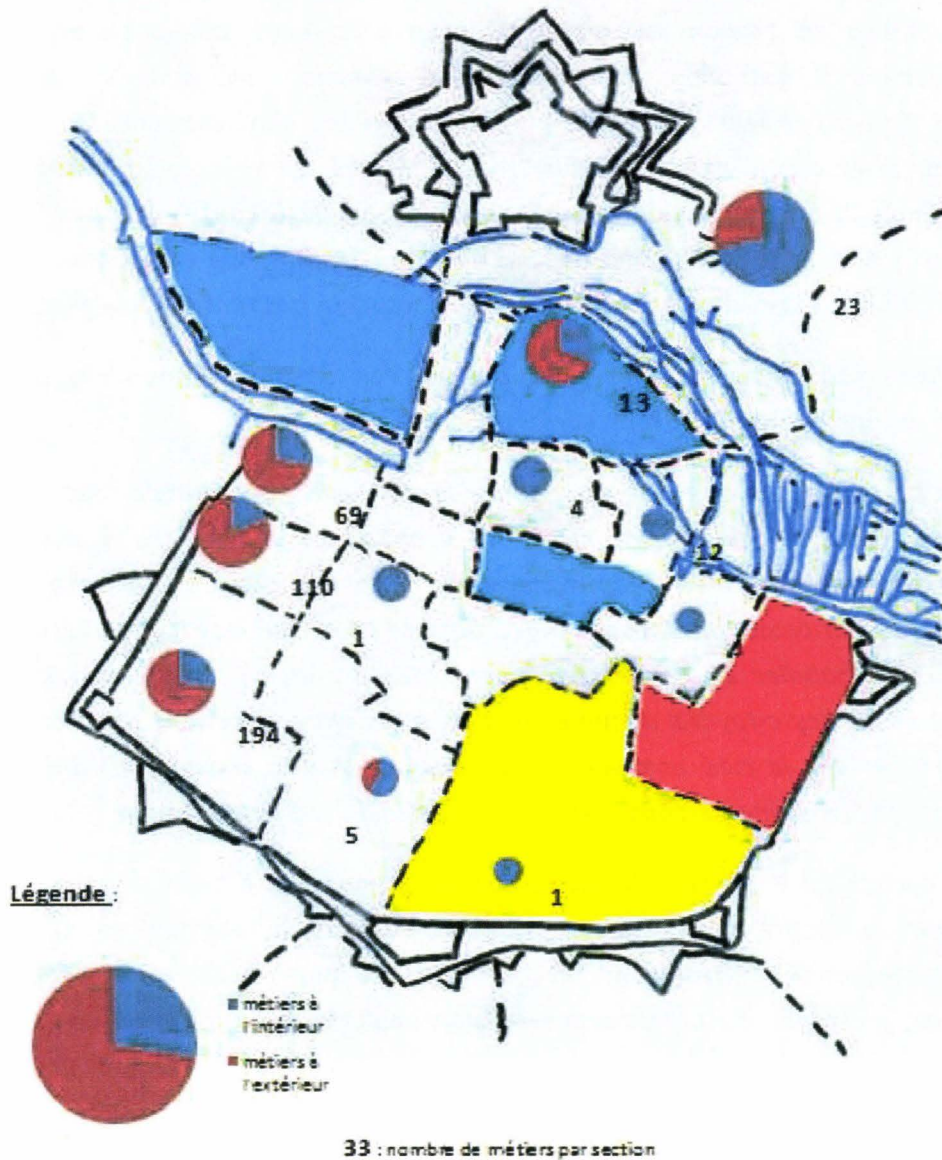 23
13
4
69
12
110
1
194
5
1
Légende :
métiers à
l'intérieur
métiers à
l'extérieur
33 : nombre de métiers par section